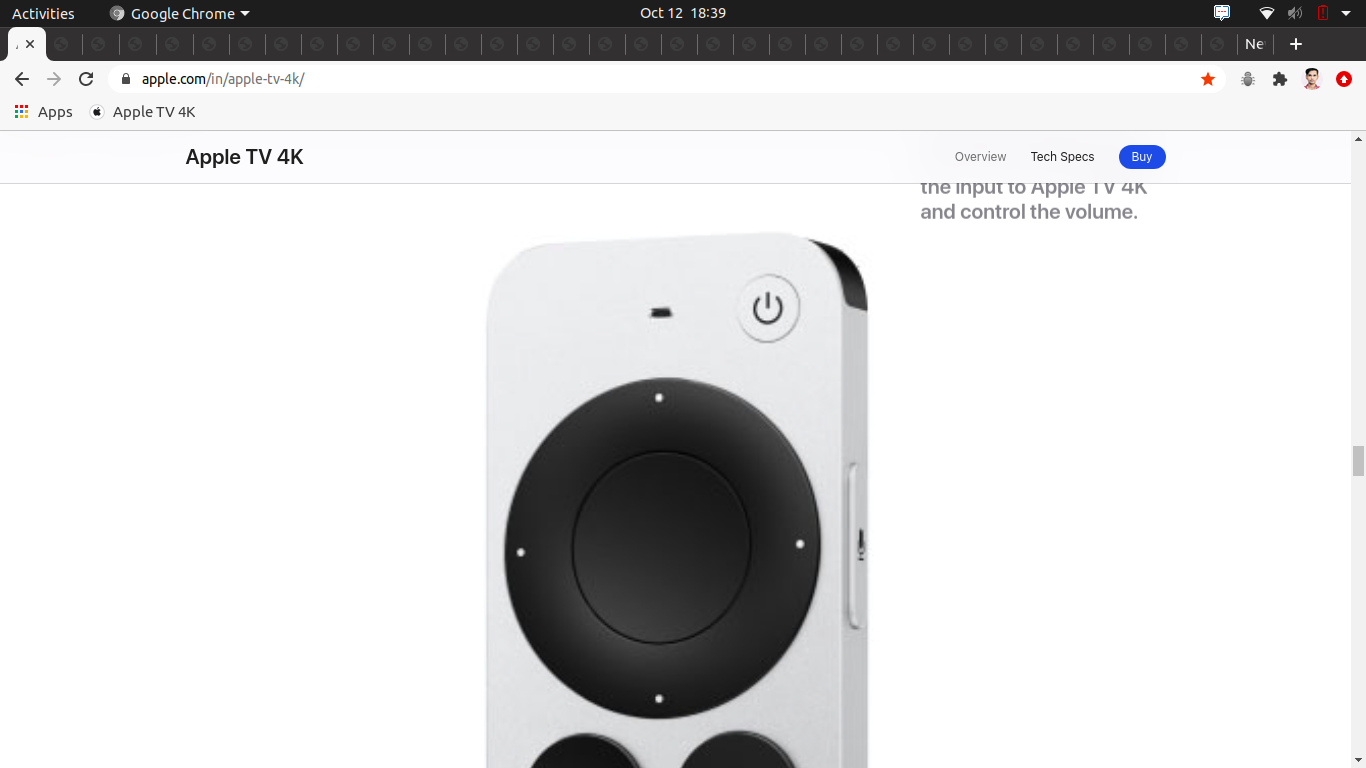 Activities
Google Chrome
Oct 12 18:39
Ne
apple.com/in/apple-tv-4k/
Apps
Apple TV 4K
Apple TV 4K
Overview
Tech Specs
Buy
the input to Apple TV 4K
and control the volume.